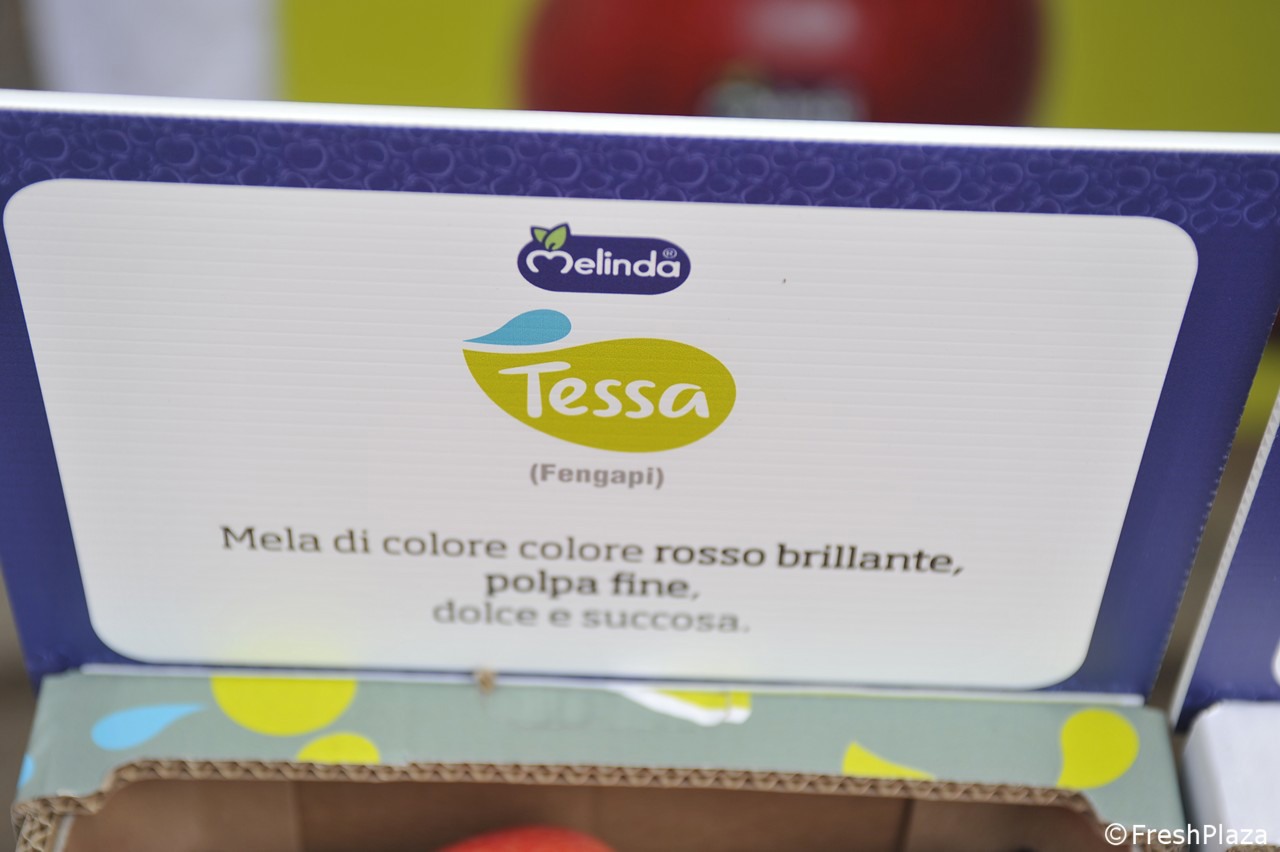 Melinda®
Tessa
(Fengapi)
Mela di colore colore rosso brillante,
polpa fine,
dolce e succosa.
©FreshPlaza